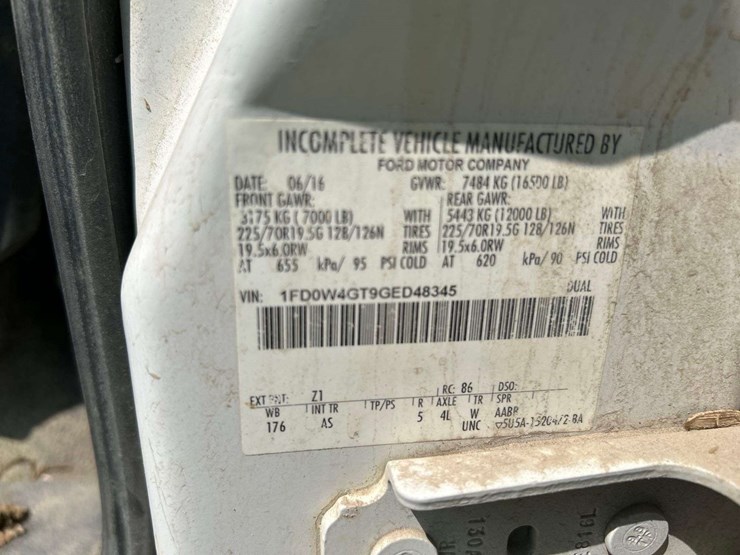 INCOMPLETE VEHICLE MANUFACTURED BY
FORD MOTOR COMPANY
DATE: 06/16 GVWR: 7484 KG (16500 LB)
FRONT GAWR: REAR GAWR:
3175 KG ( 7000 LB) WITH 5443 KG (12000 LB) WITH
225/70R19.5G 128/126N TIRES 225/70R19.5G 128/126N TIRES
19.5x6.0RW RIMS 19.5x6.0RW RIMS
AT 655 kPa/ 95 PSI COLD AT 620 kPa/ 90 PSI COLD
VIN: 1FD0W4GT9GED48345 DUAL
EXT PNT: Z1 RC: 86 DSO:
WB INT TR TP/PS R AXLE TR SPR
176 AS 5 4L W AABP
UNC
130A